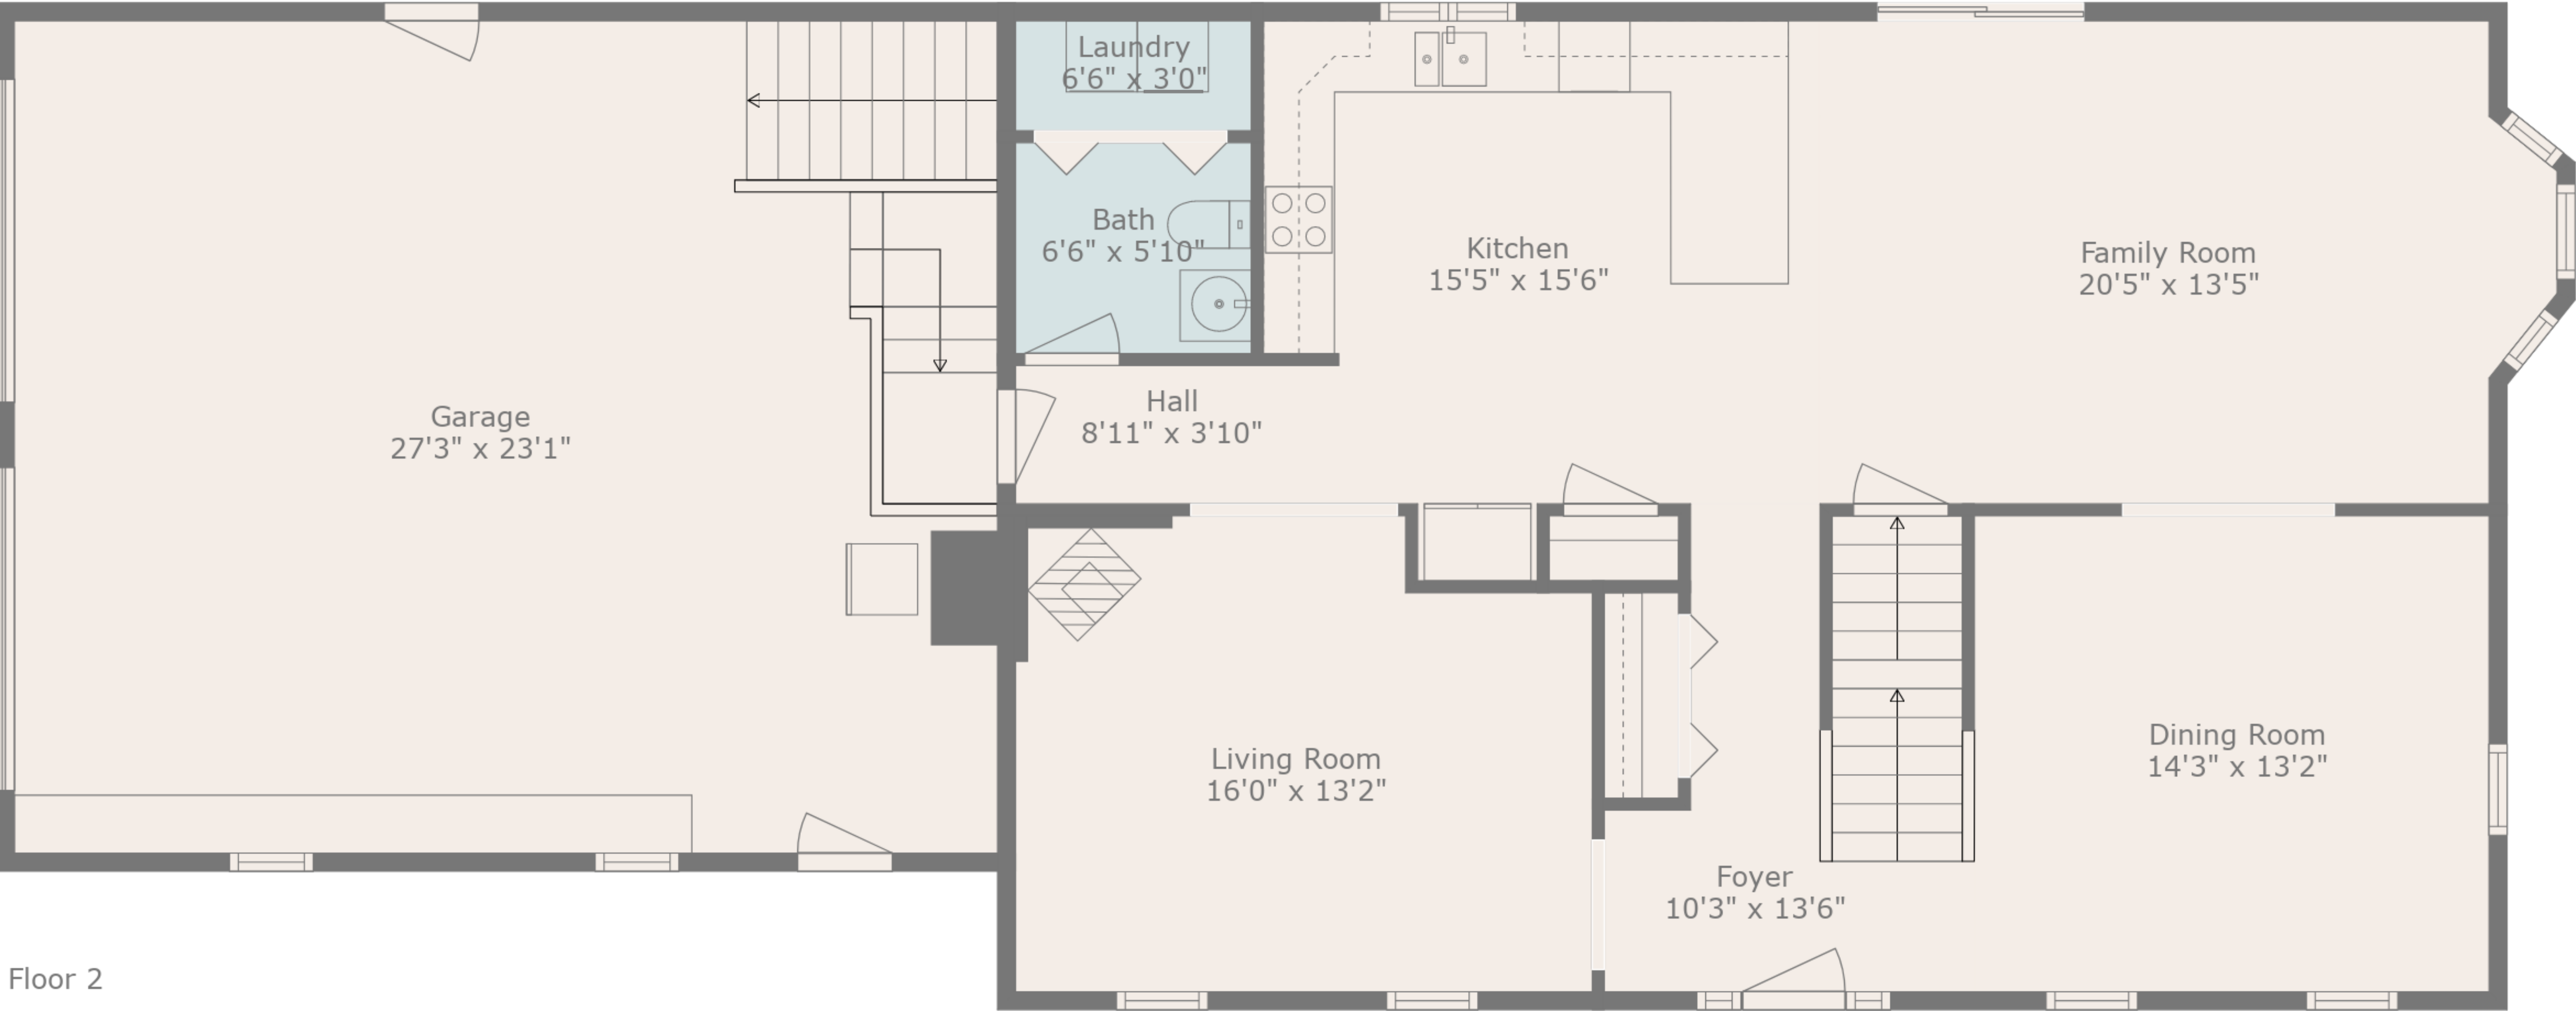 Laundry
6'6" x 3'0"
Bath
6'6" x 5'10"
Kitchen
15'5" x 15'6"
Family Room
20'5" x 13'5"
Garage
27'3" x 23'1"
Hall
8'11" x 3'10"
Living Room
16'0" x 13'2"
Dining Room
14'3" x 13'2"
Foyer
10'3" x 13'6"
Floor 2